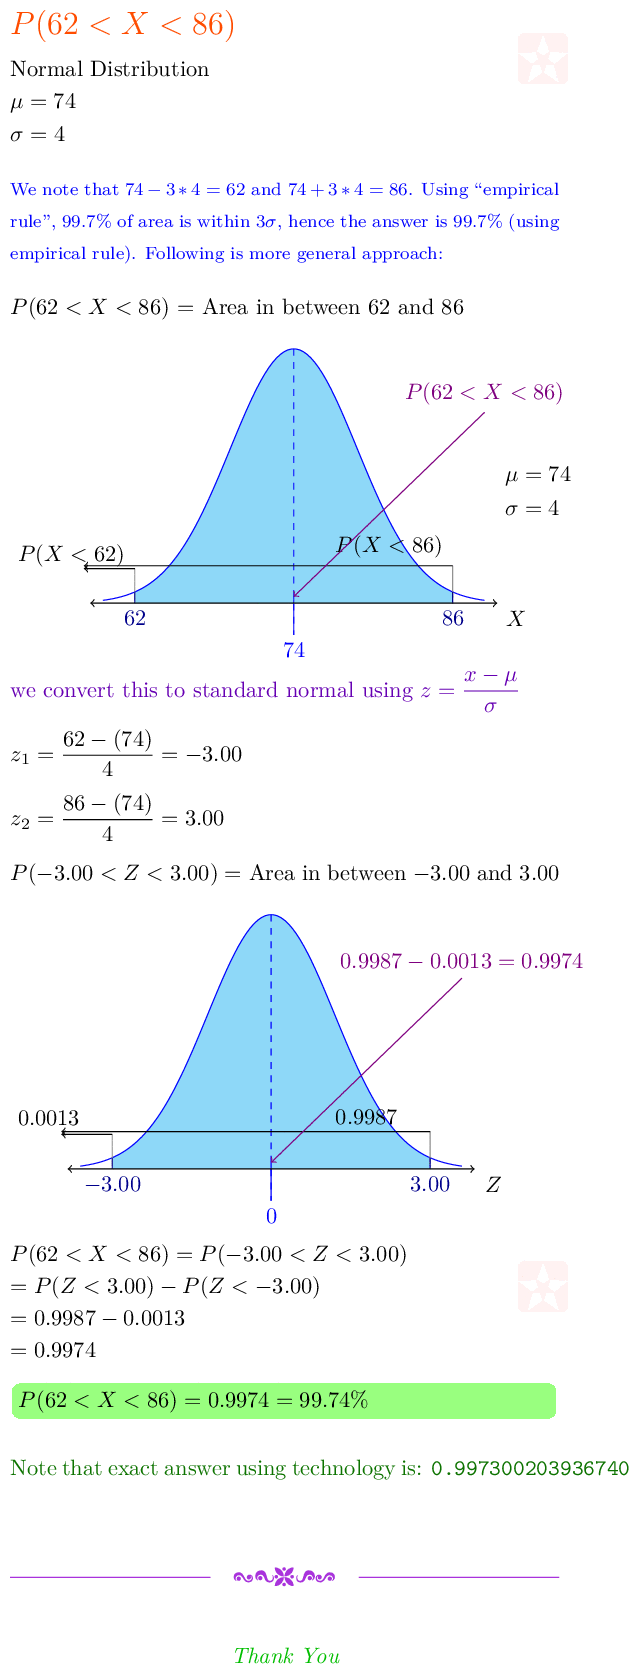 P(62 < X < 86)
Normal Distribution
μ = 74
σ = 4
We note that 74 − 3 ∗ 4 = 62 and 74 + 3 ∗ 4 = 86. Using “empirical
rule”, 99.7% of area is within 3σ, hence the answer is 99.7% (using
empirical rule). Following is more general approach:
P(62 < X < 86) = Area in between 62 and 86
P(62 < X < 86)
μ = 74
σ = 4
P(X < 86)
P(X < 62)
62
86
X
74
we convert this to standard normal using z = (x − μ)/σ
z₁ = (62 − (74))/4 = −3.00
z₂ = (86 − (74))/4 = 3.00
P(−3.00 < Z < 3.00) = Area in between −3.00 and 3.00
0.9987 − 0.0013 = 0.9974
0.0013
0.9987
−3.00
3.00
Z
0
P(62 < X < 86) = P(−3.00 < Z < 3.00)
= P(Z < 3.00) − P(Z < −3.00)
= 0.9987 − 0.0013
= 0.9974
P(62 < X < 86) = 0.9974 = 99.74%
Note that exact answer using technology is: 0.997300203936740
Thank You